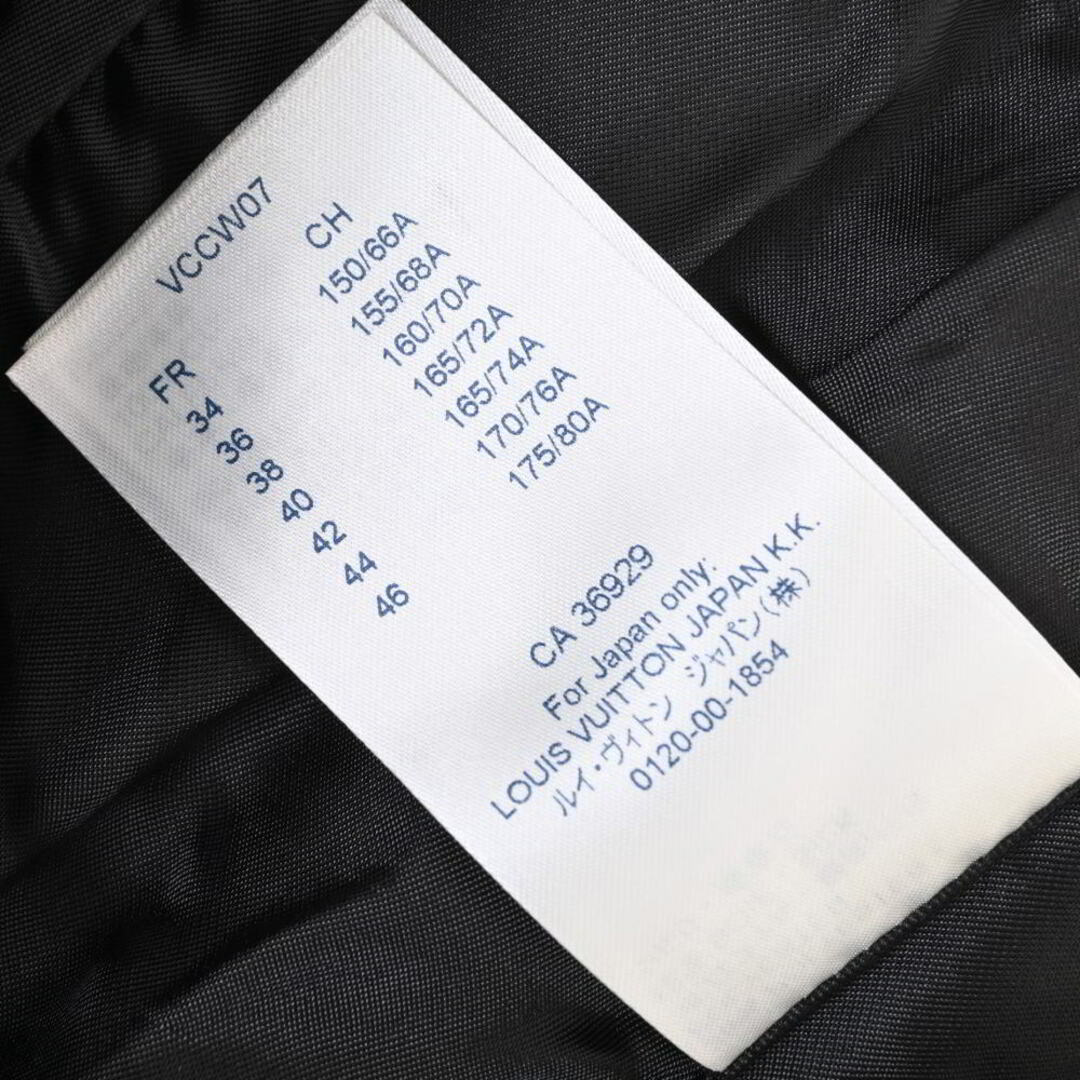 VCCW07
FR CH
34 150/66A
36 155/68A
38 160/70A
40 165/72A
42 165/74A
44 170/76A
46 175/80A
CA 36929
For Japan only:
LOUIS VUITTON JAPAN K.K.
ルイ・ヴィトン ジャパン(株)
0120-00-1854